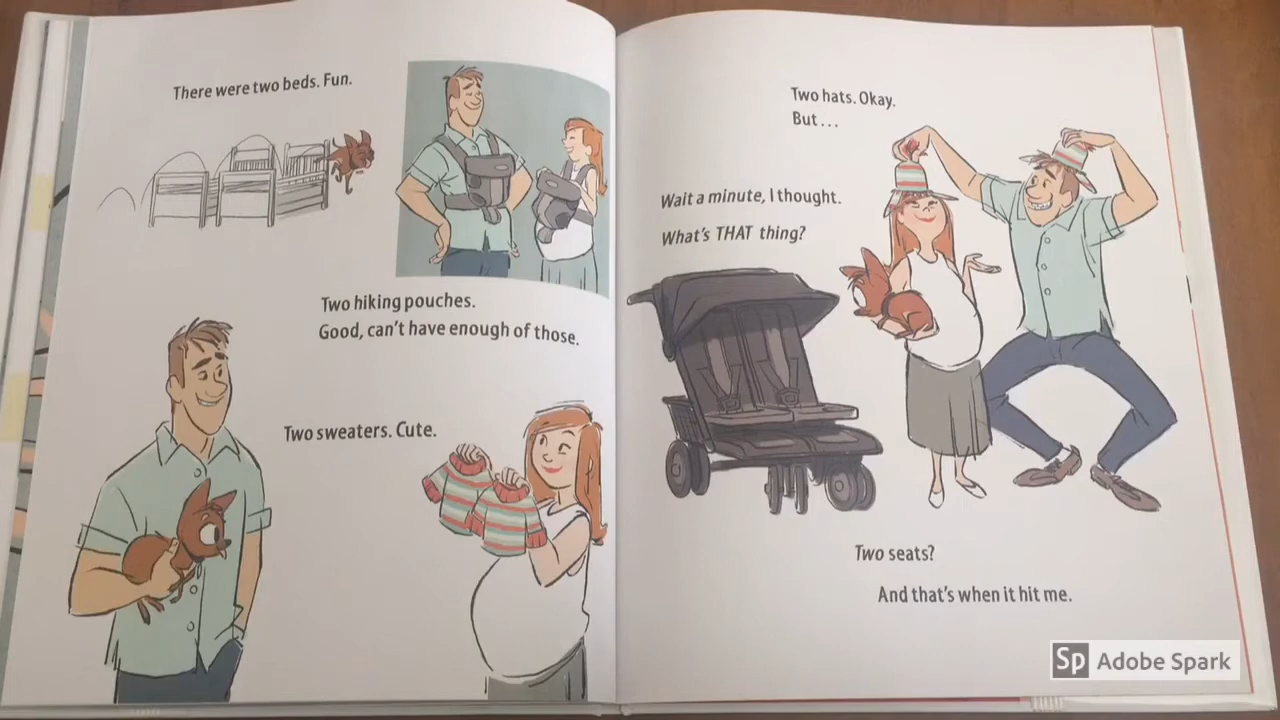 There were two beds. Fun.
Two hiking pouches.
Good, can't have enough of those.
Two sweaters. Cute.
Two hats. Okay.
But ...
Wait a minute, I thought.
What's THAT thing?
Two seats?
And that's when it hit me.
Sp Adobe Spark